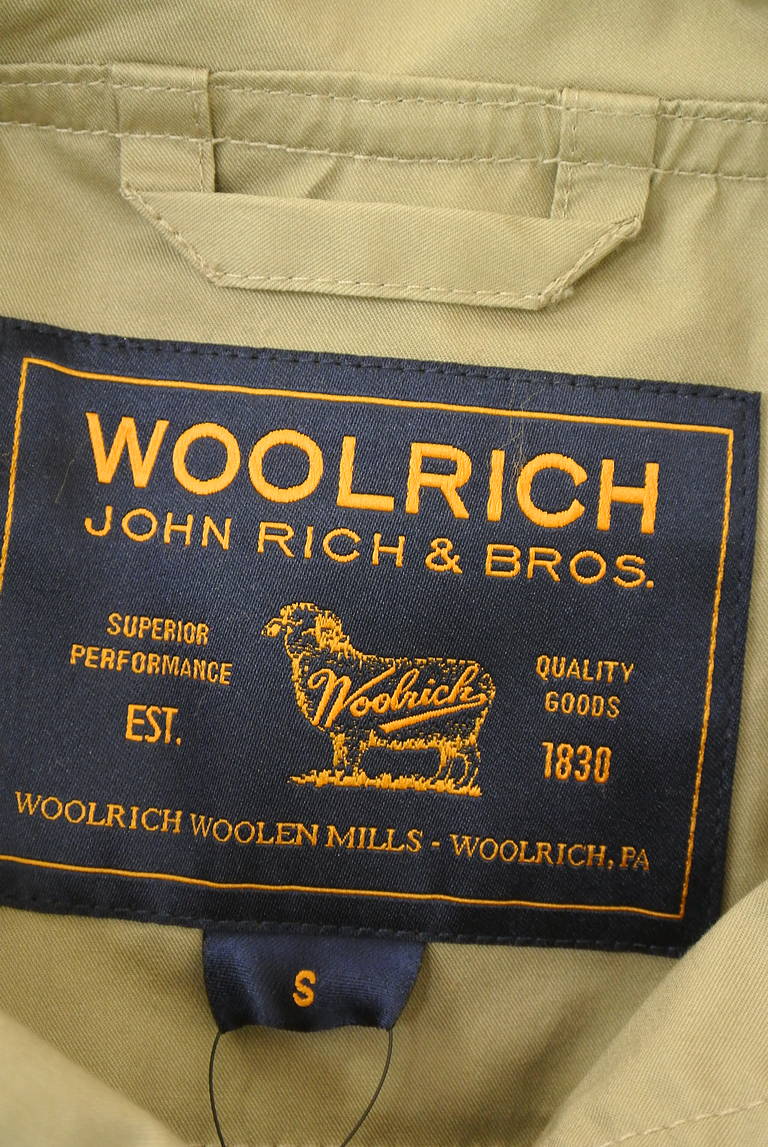 WOOLRICH
JOHN RICH & BROS.
SUPERIOR
PERFORMANCE
EST.
Woolrich
QUALITY
GOODS
1830
WOOLRICH WOOLEN MILLS - WOOLRICH, PA
S